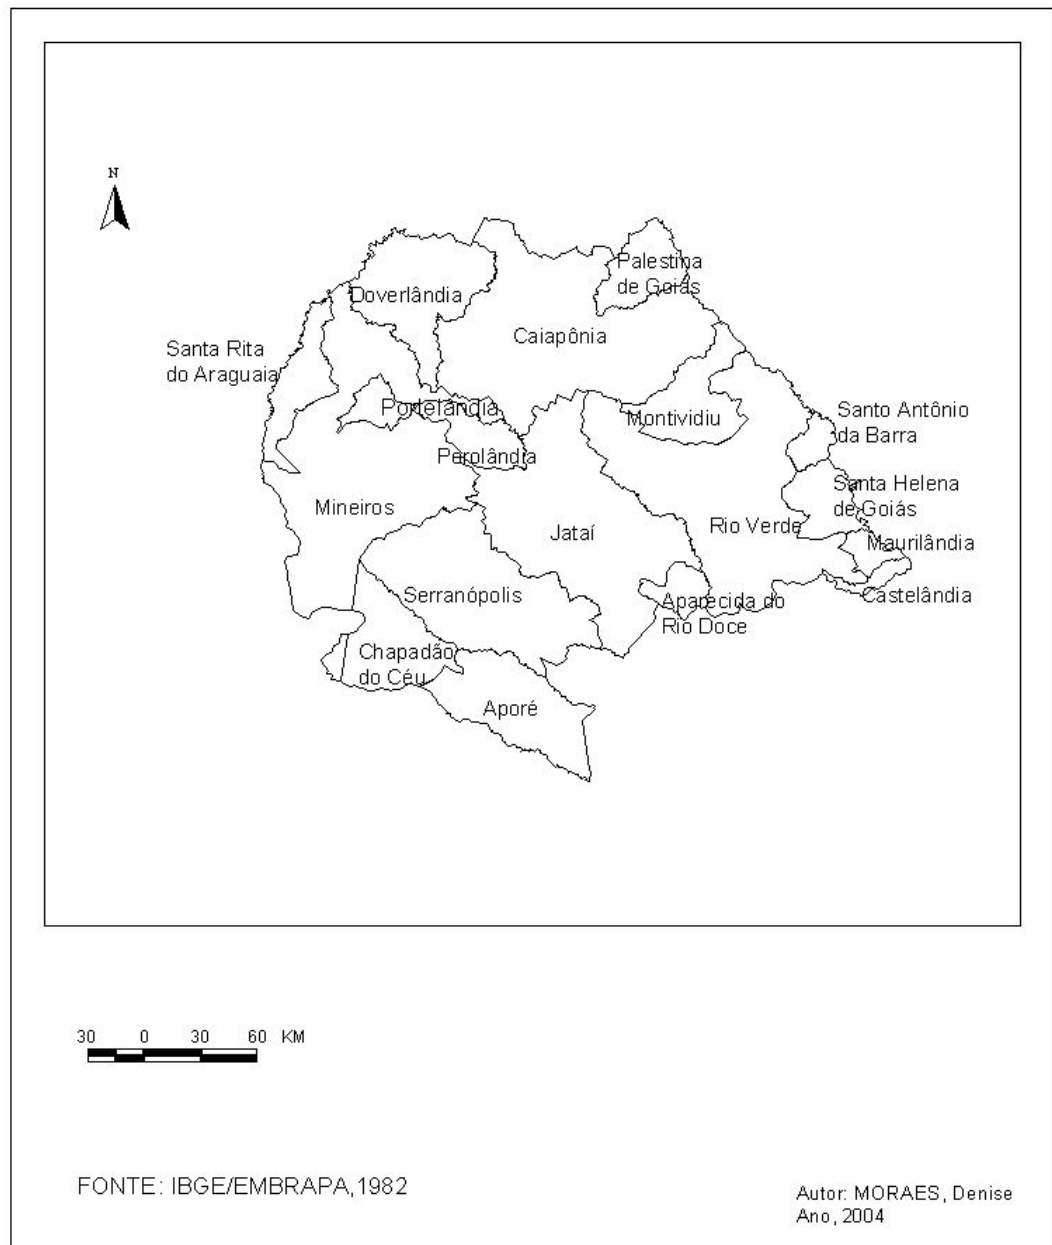 N
Palestina
de Goiás
Doverlândia
Caiapônia
Santa Rita
do Araguaia
Portelândia
Montividiu
Santo Antônio
da Barra
Perolândia
Santa Helena
de Goiás
Mineiros
Jataí
Rio Verde
Maurilândia
Serranópolis
Aparecida do
Rio Doce
Castelândia
Chapadão
do Céu
Aporé
30 0 30 60 KM
FONTE: IBGE/EMBRAPA,1982
Autor: MORAES, Denise
Ano, 2004